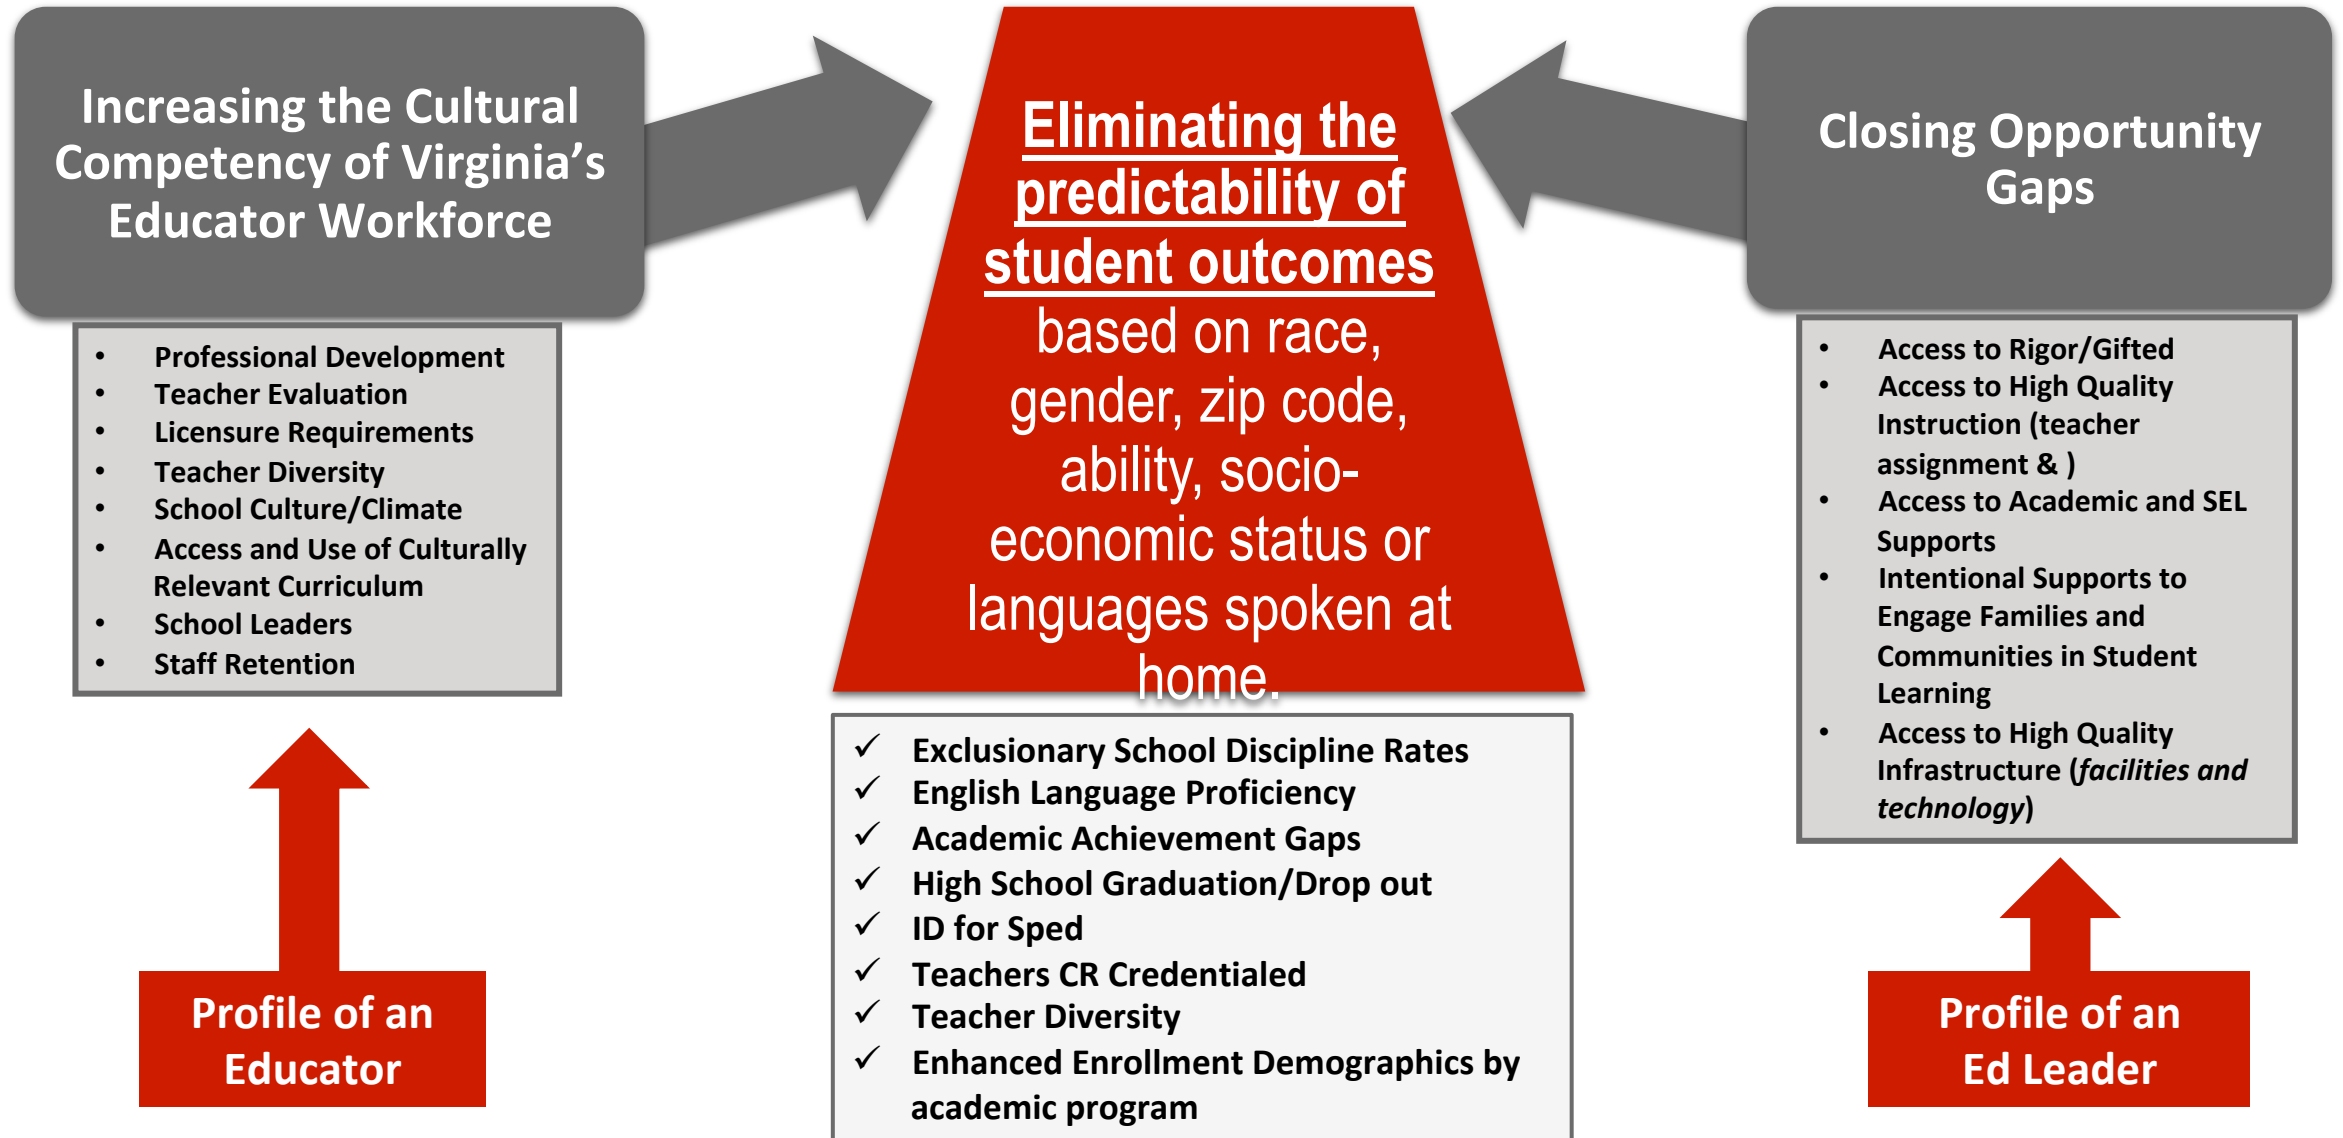 Increasing the Cultural
Competency of Virginia’s
Educator Workforce
• Professional Development
• Teacher Evaluation
• Licensure Requirements
• Teacher Diversity
• School Culture/Climate
• Access and Use of Culturally
Relevant Curriculum
• School Leaders
• Staff Retention
Profile of an
Educator
Eliminating the
predictability of
student outcomes
based on race,
gender, zip code,
ability, socio-
economic status or
languages spoken at
home.
✓ Exclusionary School Discipline Rates
✓ English Language Proficiency
✓ Academic Achievement Gaps
✓ High School Graduation/Drop out
✓ ID for Sped
✓ Teachers CR Credentialed
✓ Teacher Diversity
✓ Enhanced Enrollment Demographics by
academic program
Closing Opportunity
Gaps
• Access to Rigor/Gifted
• Access to High Quality
Instruction (teacher
assignment & )
• Access to Academic and SEL
Supports
• Intentional Supports to
Engage Families and
Communities in Student
Learning
• Access to High Quality
Infrastructure (facilities and
technology)
Profile of an
Ed Leader